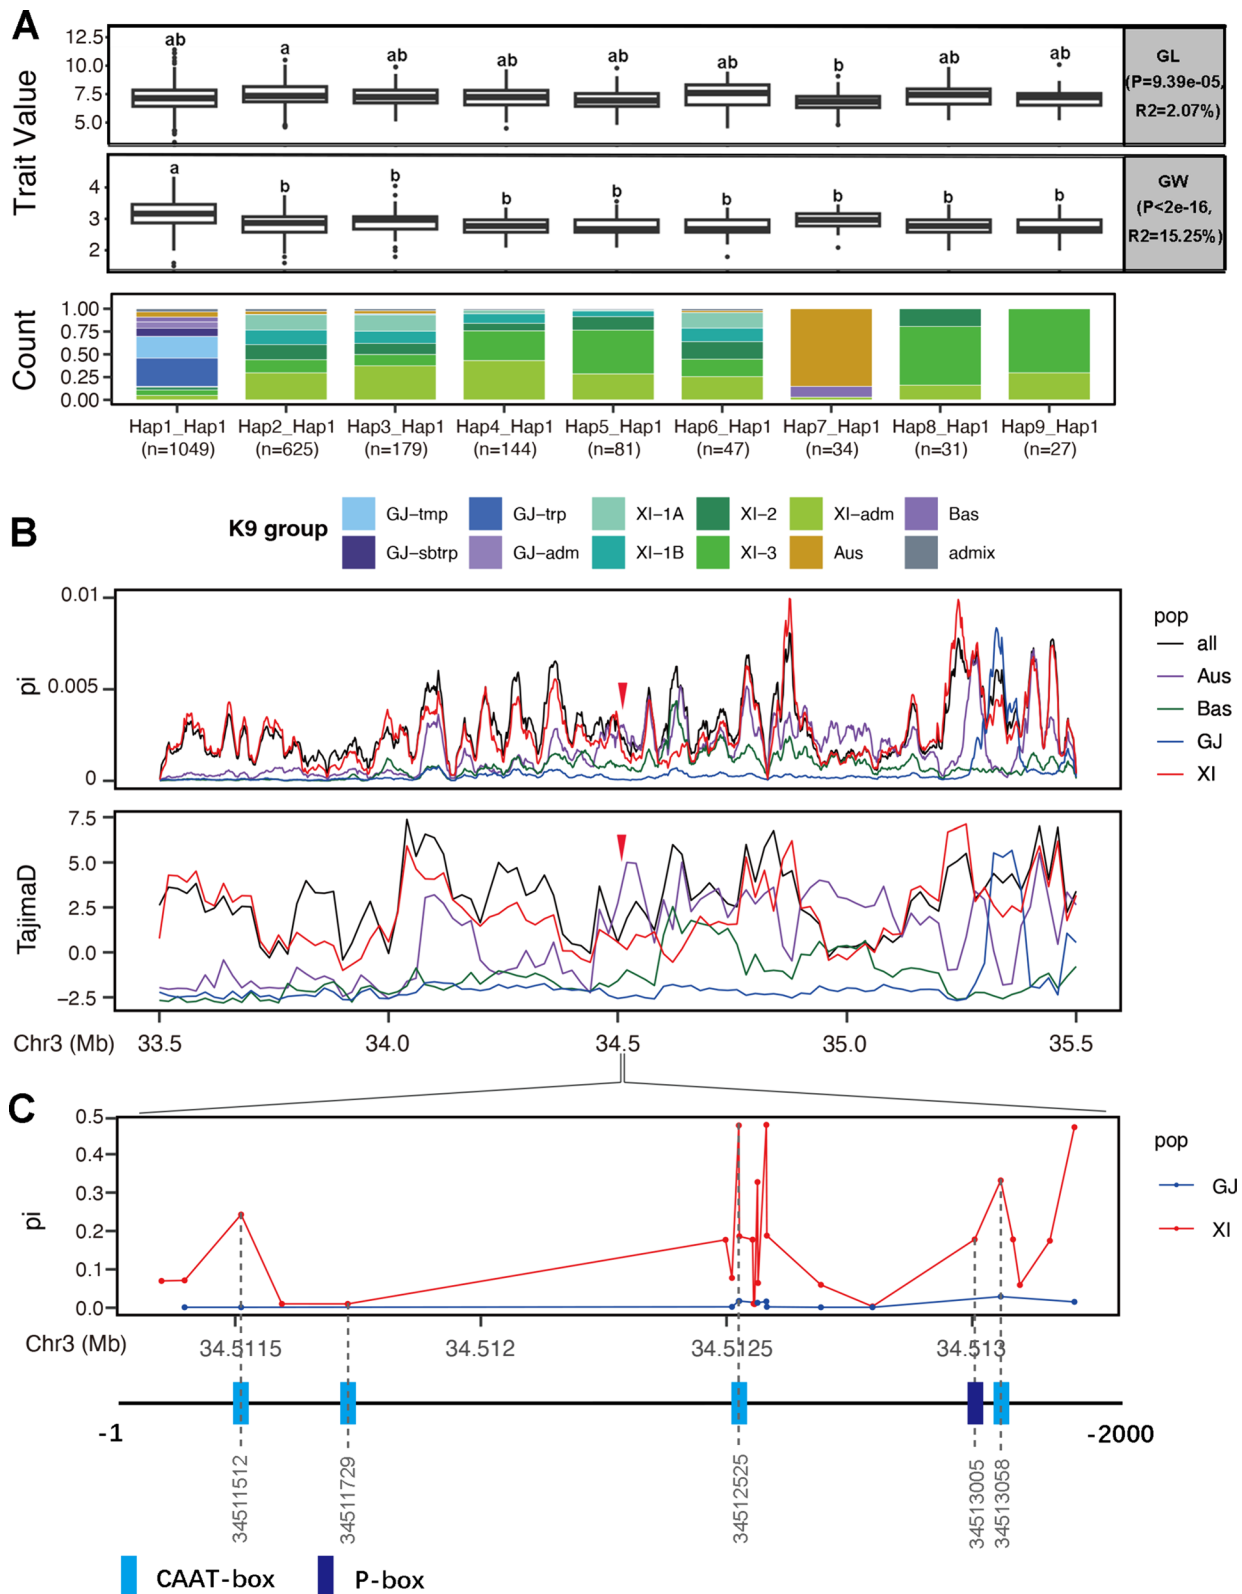 A
Trait Value
12.5
10.0
7.5
5.0
ab a ab ab ab ab b ab ab
GL
(P=9.39e-05,
R2=2.07%)
4
3
2
a b b b b b b b b
GW
(P<2e-16,
R2=15.25%)
Count
1.00
0.75
0.50
0.25
0.00
Hap1_Hap1 Hap2_Hap1 Hap3_Hap1 Hap4_Hap1 Hap5_Hap1 Hap6_Hap1 Hap7_Hap1 Hap8_Hap1 Hap9_Hap1
(n=1049) (n=625) (n=179) (n=144) (n=81) (n=47) (n=34) (n=31) (n=27)
K9 group
GJ-tmp GJ-trp XI-1A XI-2 XI-adm Bas
GJ-sbtrp GJ-adm XI-1B XI-3 Aus admix
B
pi
0.01
0.005
0
pop
all
Aus
Bas
GJ
XI
TajimaD
7.5
5.0
2.5
0.0
−2.5
Chr3 (Mb) 33.5 34.0 34.5 35.0 35.5
C
pi
0.5
0.4
0.3
0.2
0.1
0.0
pop
GJ
XI
Chr3 (Mb) 34.5115 34.512 34.5125 34.513
-1 -2000
34511512
34511729
34512525
34513005
34513058
CAAT-box P-box